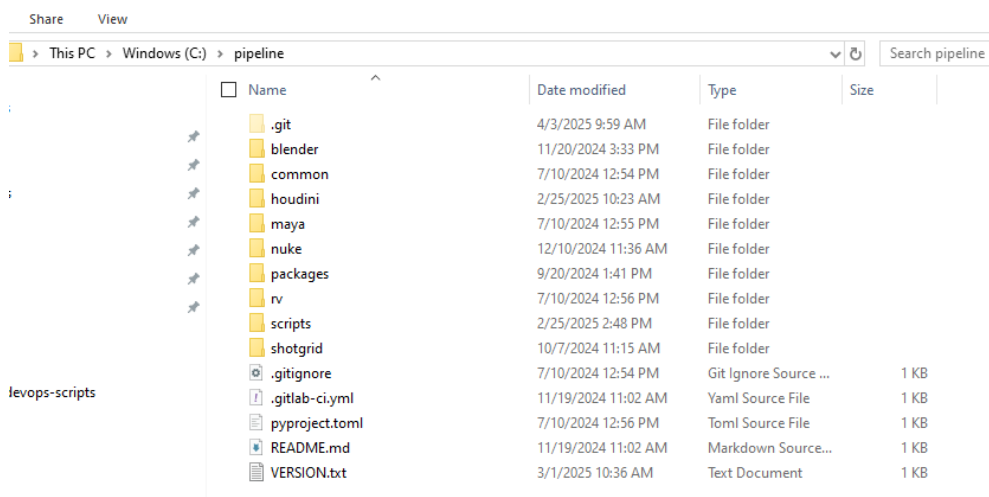 Share View
This PC > Windows (C:) > pipeline Search pipeline
Name Date modified Type Size
.git 4/3/2025 9:59 AM File folder
blender 11/20/2024 3:33 PM File folder
common 7/10/2024 12:54 PM File folder
houdini 2/25/2025 10:23 AM File folder
maya 7/10/2024 12:55 PM File folder
nuke 12/10/2024 11:36 AM File folder
packages 9/20/2024 1:41 PM File folder
rv 7/10/2024 12:56 PM File folder
scripts 2/25/2025 2:48 PM File folder
shotgrid 10/7/2024 11:15 AM File folder
.gitignore 7/10/2024 12:54 PM Git Ignore Source ... 1 KB
devops-scripts .gitlab-ci.yml 11/19/2024 11:02 AM Yaml Source File 1 KB
pyproject.toml 7/10/2024 12:56 PM Toml Source File 1 KB
README.md 11/19/2024 11:02 AM Markdown Source... 1 KB
VERSION.txt 3/1/2025 10:36 AM Text Document 1 KB